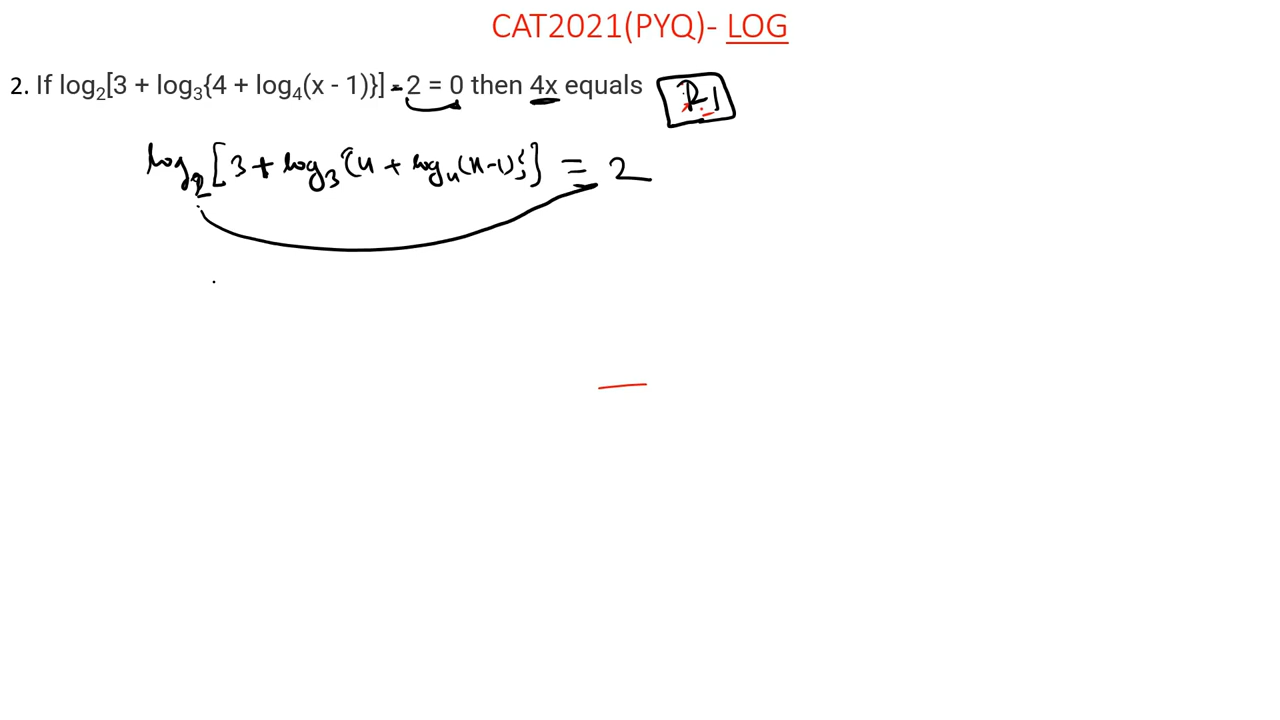 CAT2021(PYQ)- LOG
2. If log₂[3 + log₃{4 + log₄(x - 1)}] - 2 = 0 then 4x equals
log₂[3 + log₃{4 + log₄(x-1)}] = 2